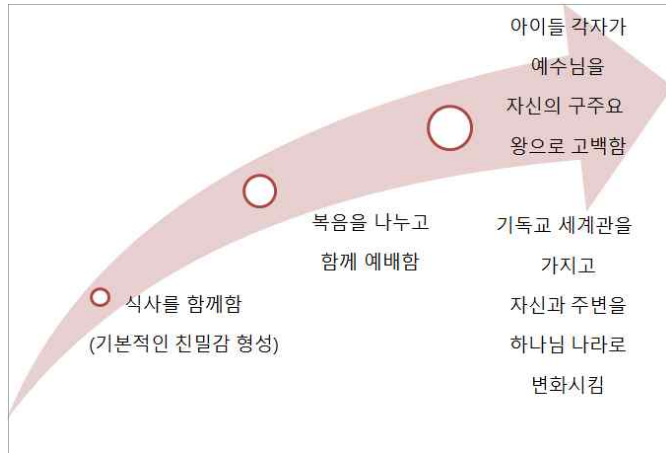 아이들 각자가
예수님을
자신의 구주요
왕으로 고백함
복음을 나누고
함께 예배함
기독교 세계관을
가지고
자신과 주변을
하나님 나라로
변화시킴
식사를 함께함
(기본적인 친밀감 형성)